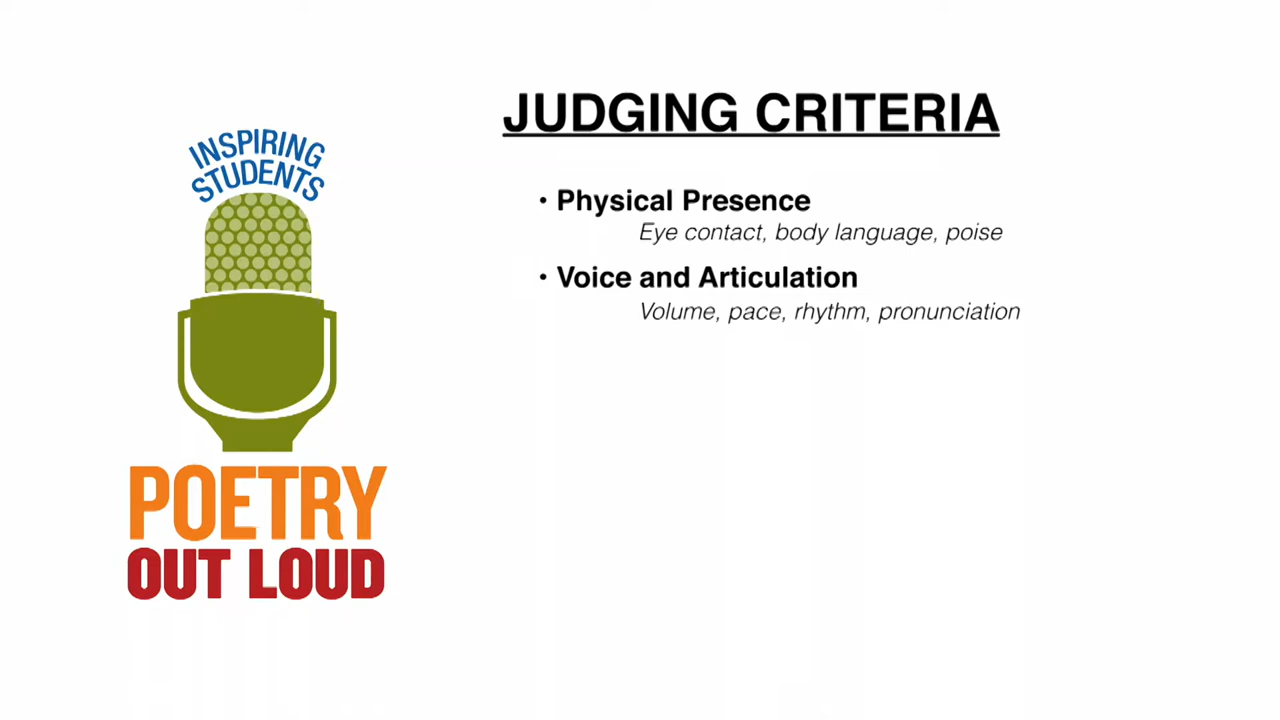 INSPIRING
STUDENTS
POETRY
OUT LOUD
JUDGING CRITERIA
• Physical Presence
Eye contact, body language, poise
• Voice and Articulation
Volume, pace, rhythm, pronunciation